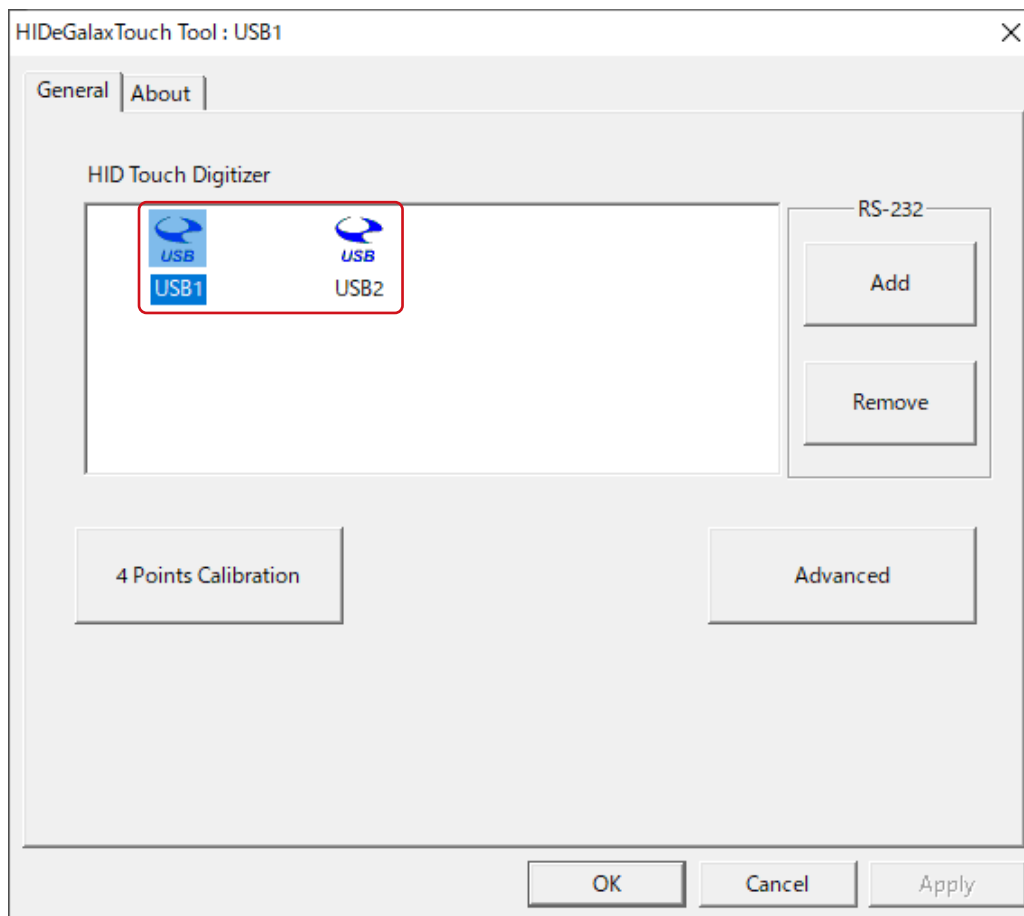 HIDeGalaxTouch Tool : USB1
General
About
HID Touch Digitizer
USB
USB
USB1
USB2
RS-232
Add
Remove
4 Points Calibration
Advanced
OK
Cancel
Apply